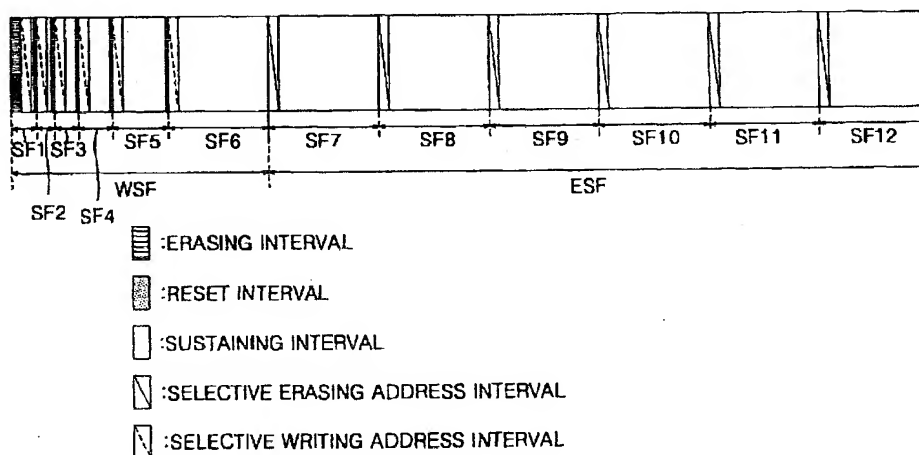 SF1 SF3 SF5 SF6 SF7 SF8 SF9 SF10 SF11 SF12
WSF ESF
SF2 SF4
:ERASING INTERVAL
:RESET INTERVAL
:SUSTAINING INTERVAL
:SELECTIVE ERASING ADDRESS INTERVAL
:SELECTIVE WRITING ADDRESS INTERVAL